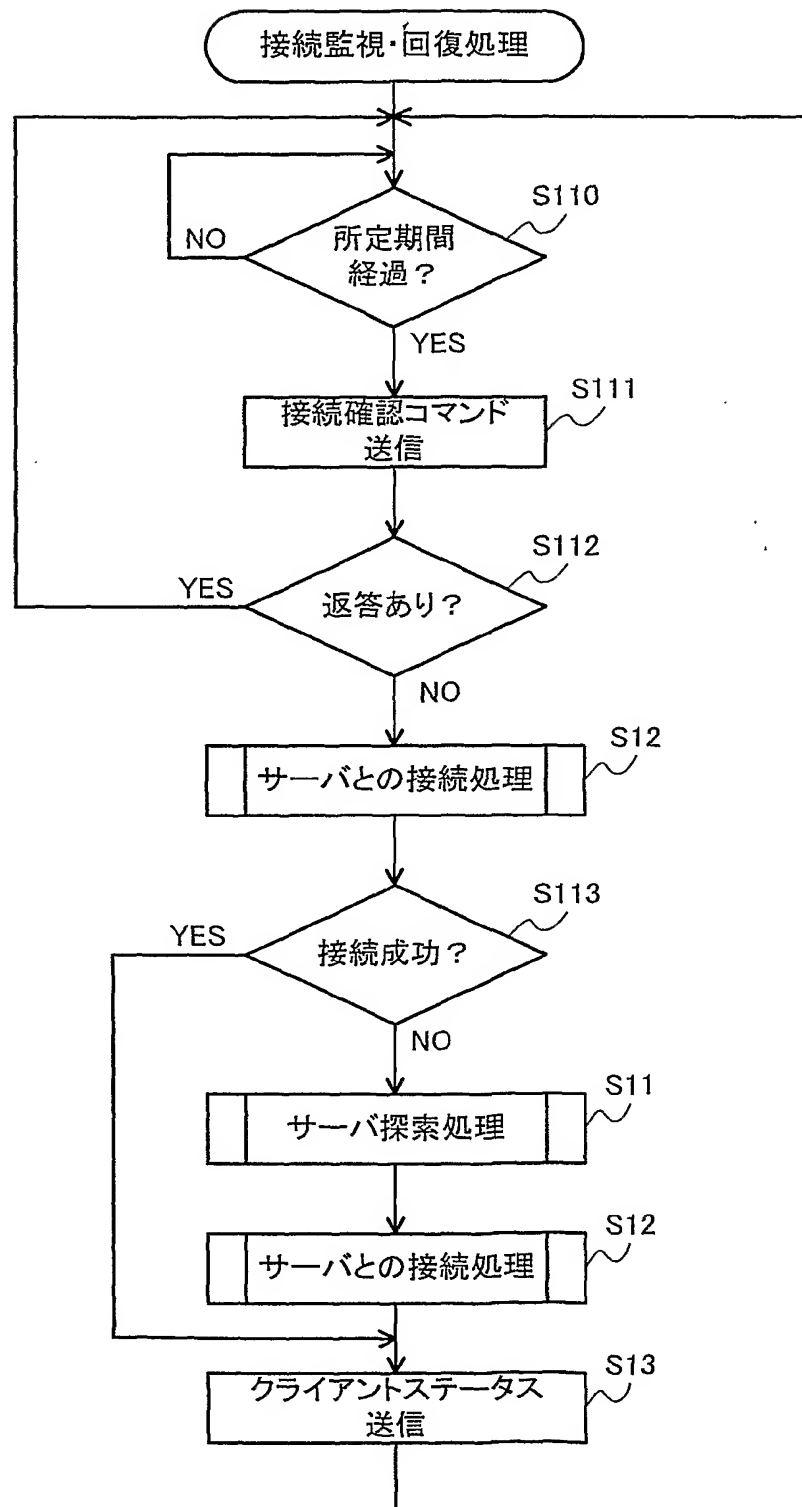 接続監視・回復処理
S110
所定期間
経過？
NO
YES
S111
接続確認コマンド
送信
S112
返答あり？
YES
NO
S12
サーバとの接続処理
S113
接続成功？
YES
NO
S11
サーバ探索処理
S12
サーバとの接続処理
S13
クライアントステータス
送信